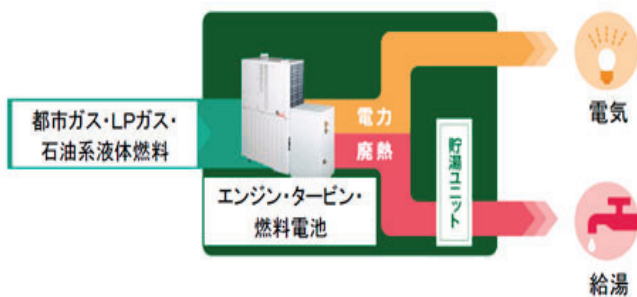 都市ガス・LPガス・
石油系液体燃料
電力
廃熱
エンジン・タービン・
燃料電池
貯湯ユニット
電気
給湯